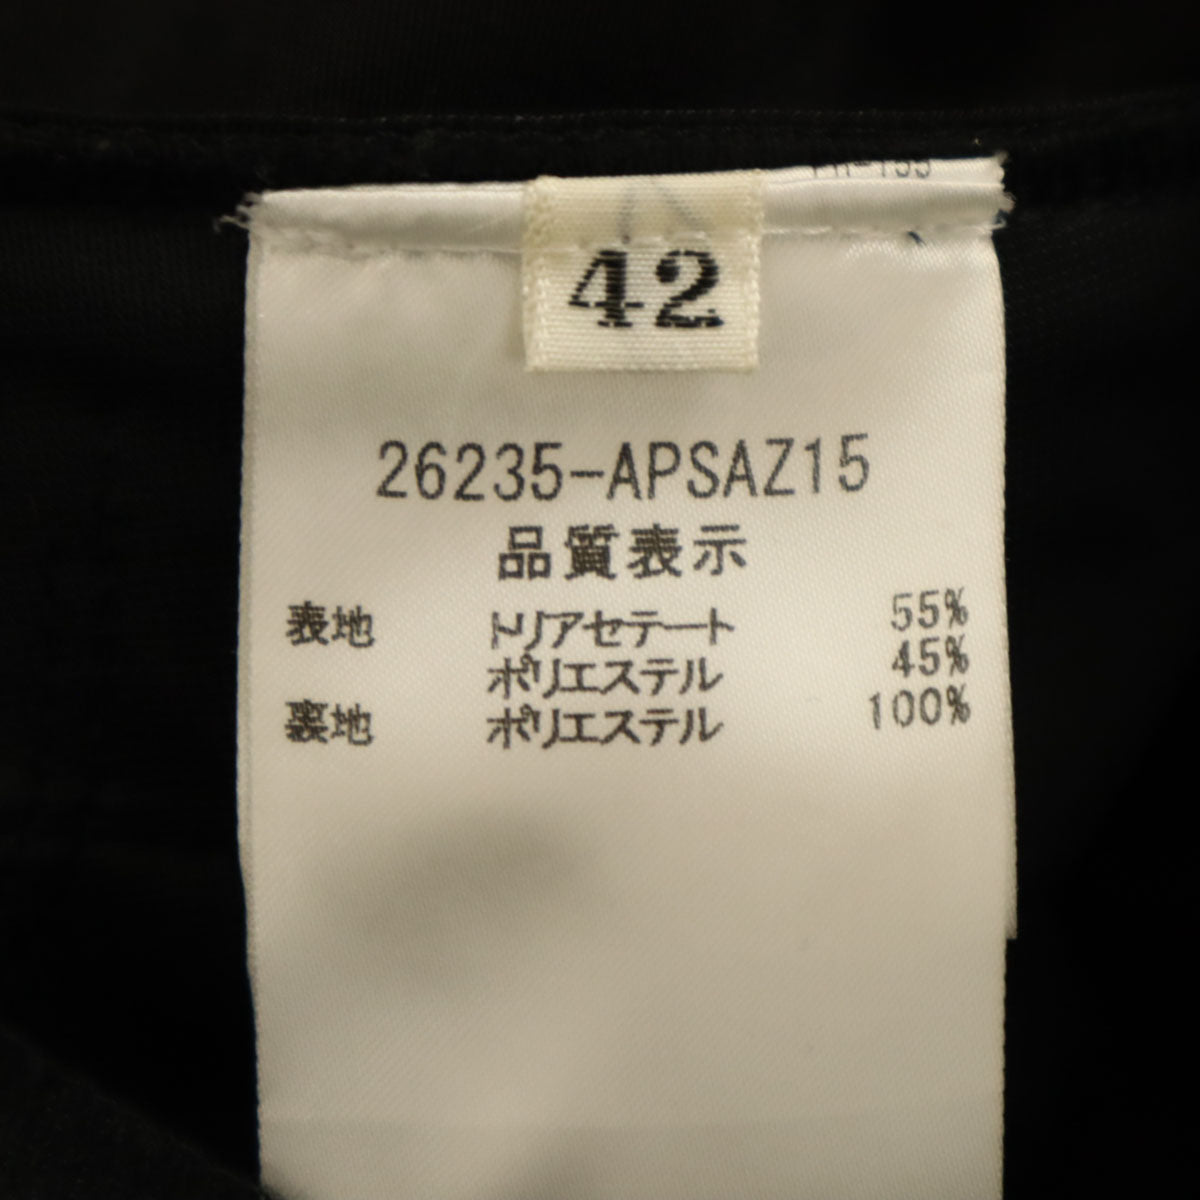 42
26235-APSAZ15
品質表示
表地 トリアセテート 55%
ポリエステル 45%
裏地 ポリエステル 100%